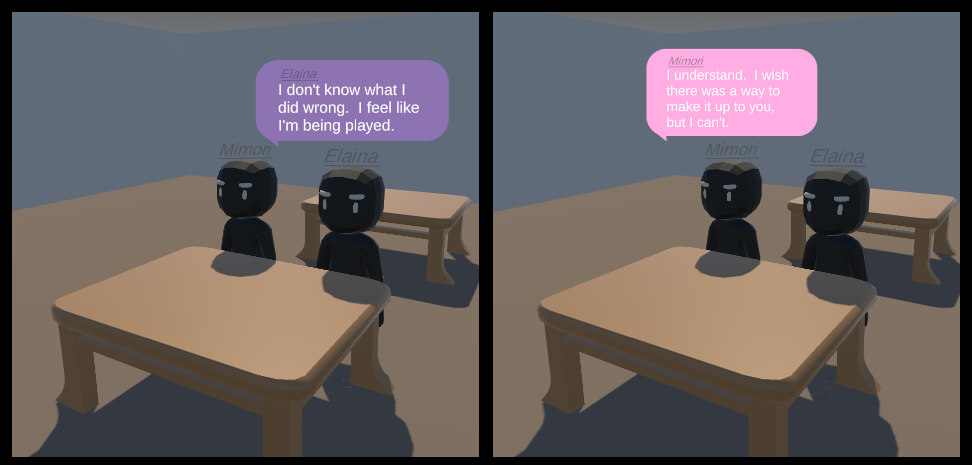 Elaina
I don't know what I
did wrong.  I feel like
I'm being played.
Mimori
Elaina
Mimori
I understand.  I wish
there was a way to
make it up to you,
but I can't.
Mimori
Elaina